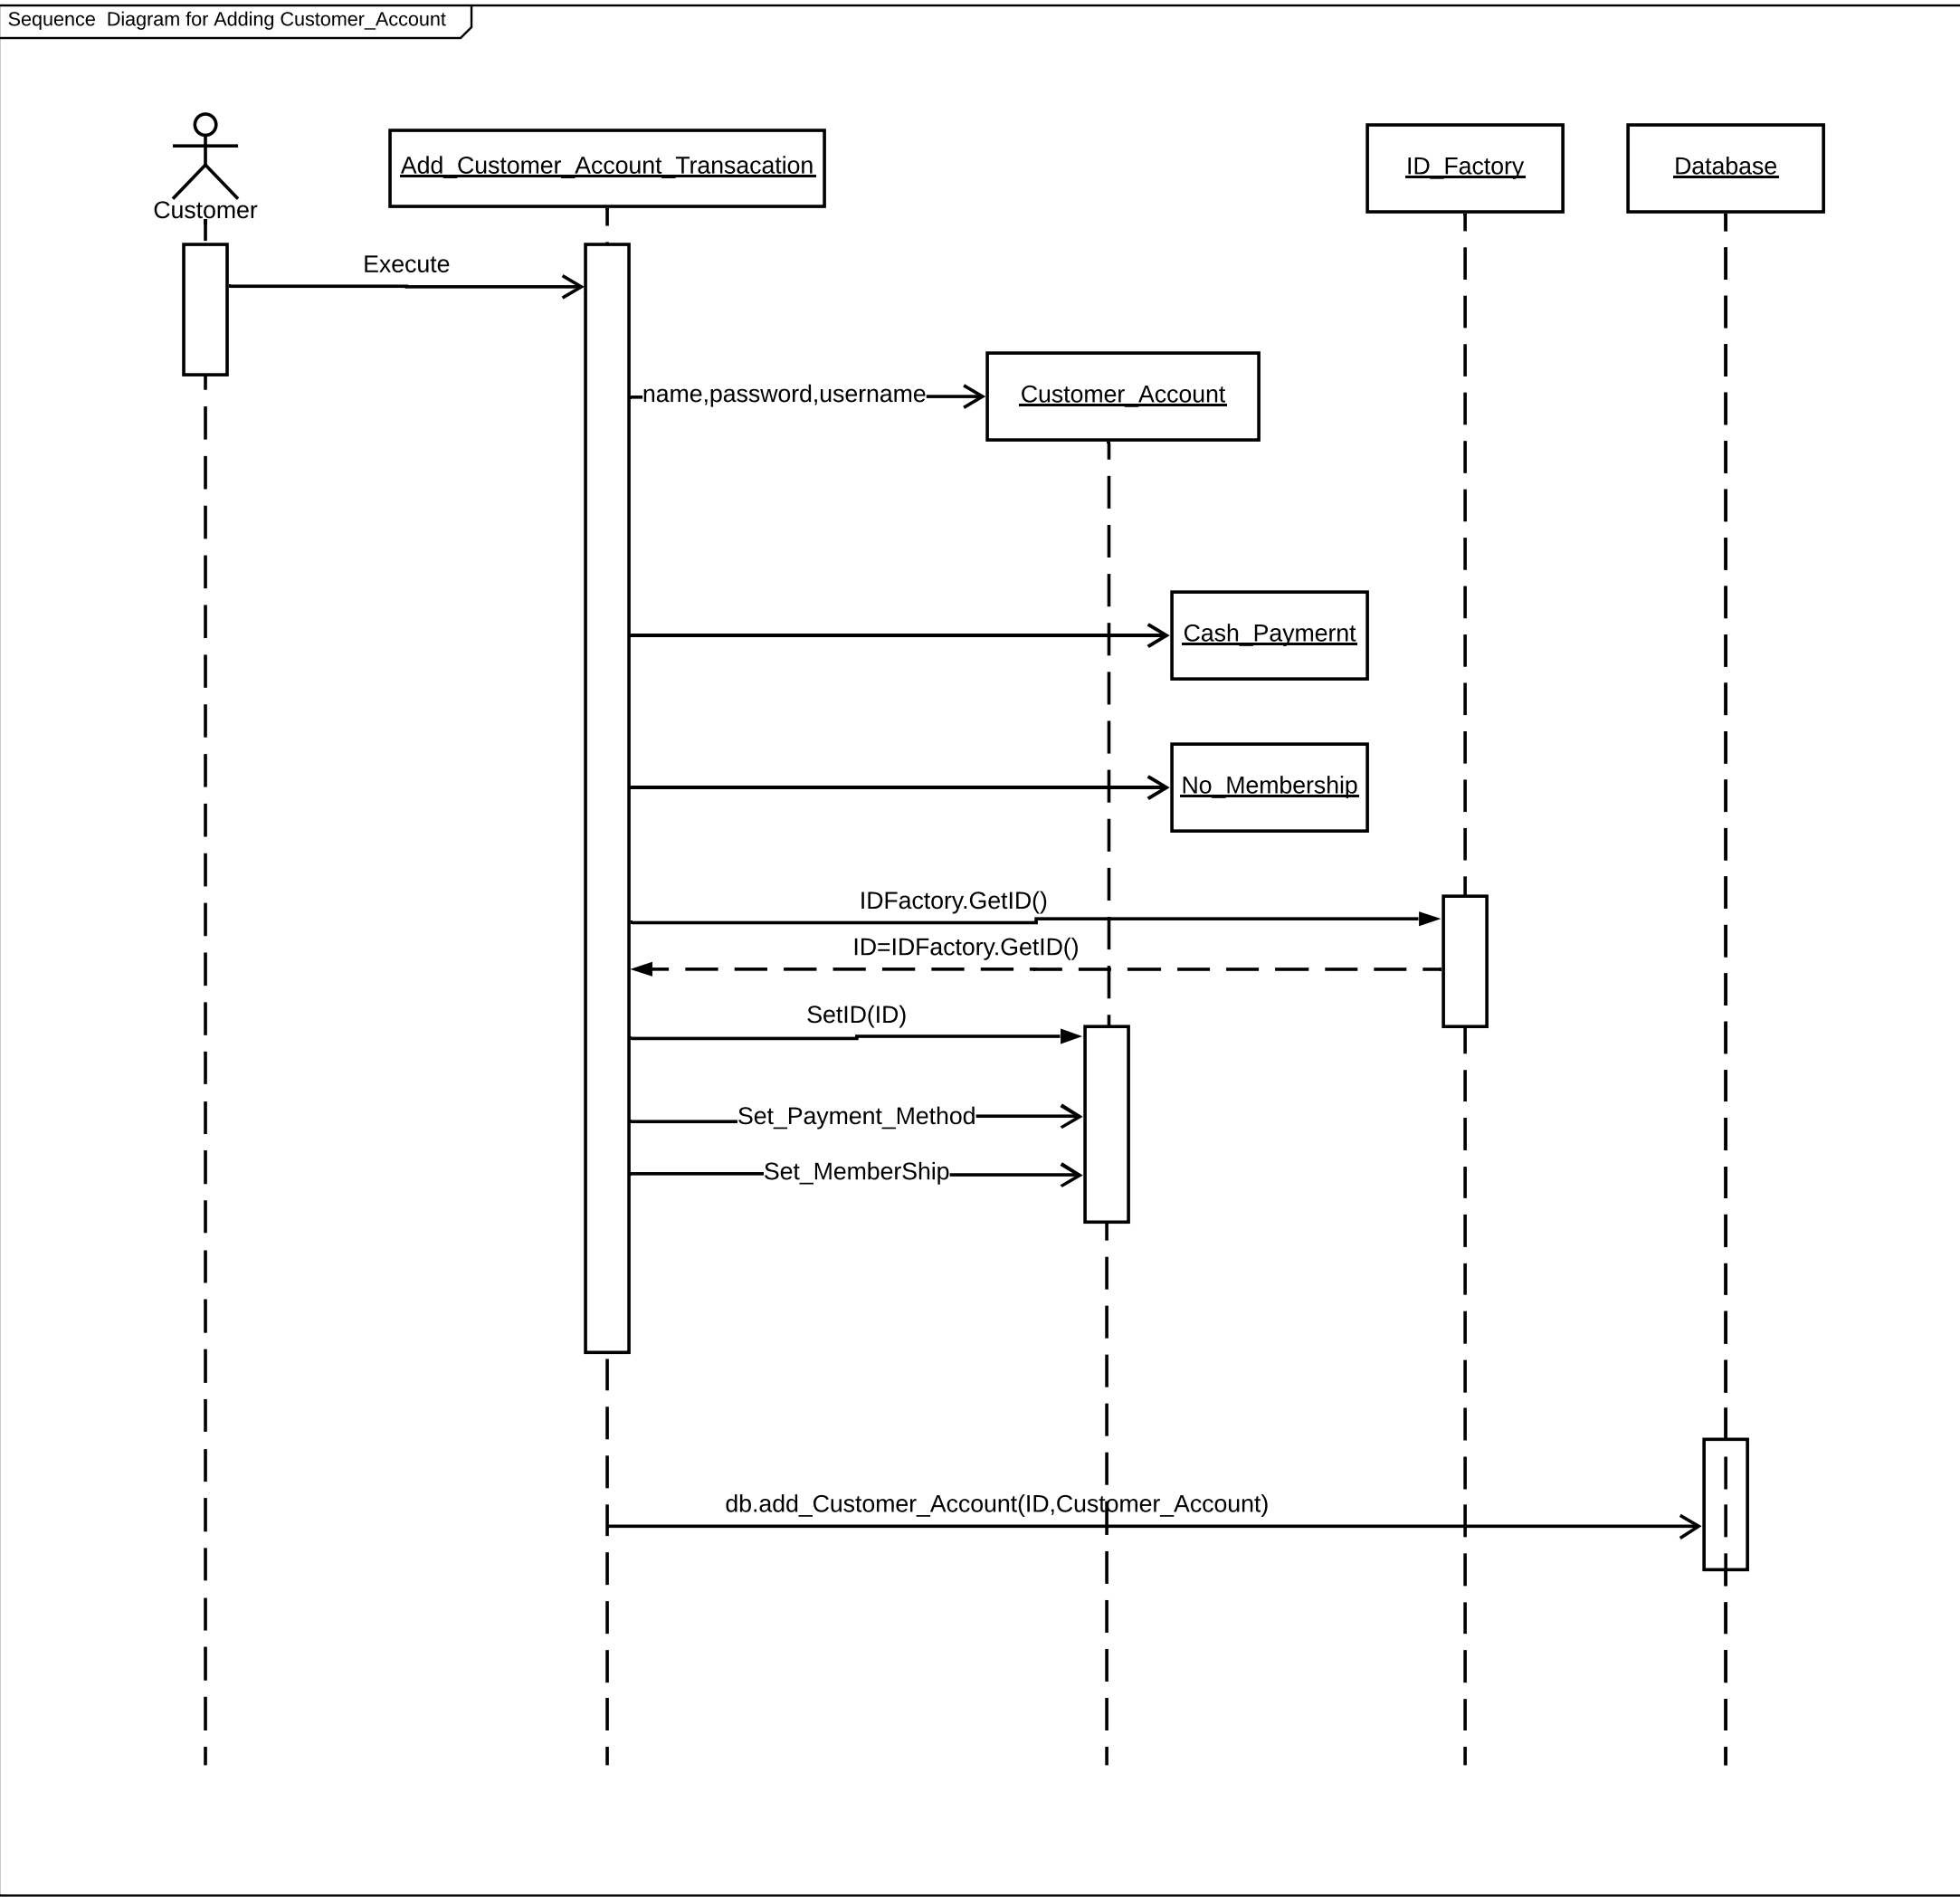 Sequence  Diagram for Adding Customer_Account
Customer
Add_Customer_Account_Transacation
ID_Factory
Database
Execute
name,password,username
Customer_Account
Cash_Paymernt
No_Membership
IDFactory.GetID()
ID=IDFactory.GetID()
SetID(ID)
Set_Payment_Method
Set_MemberShip
db.add_Customer_Account(ID,Customer_Account)